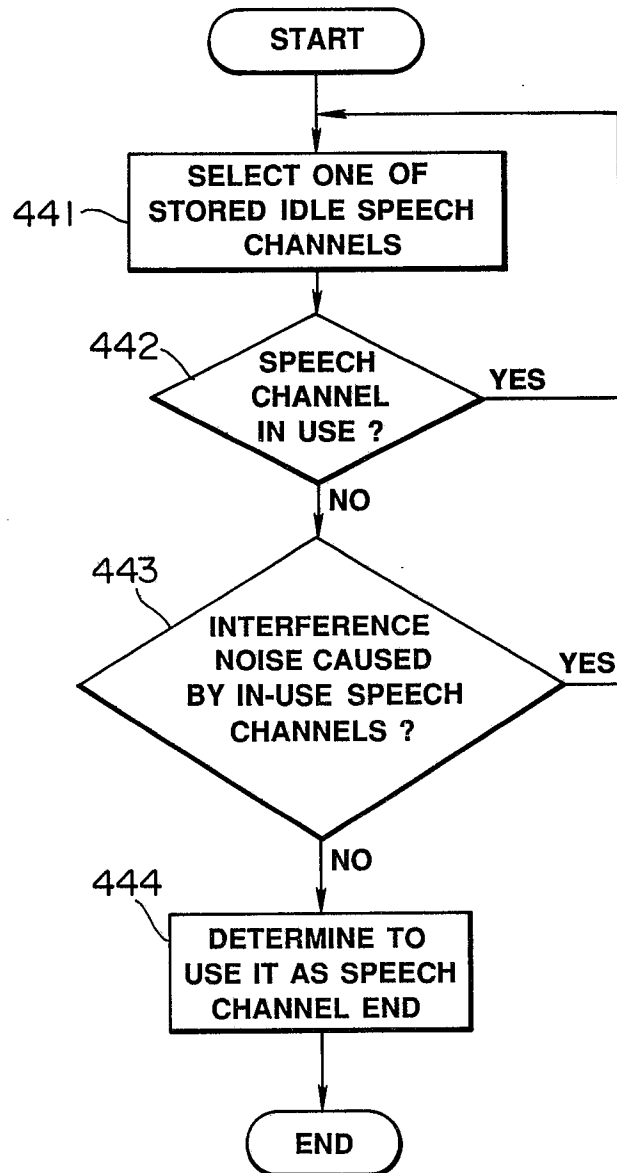 START
441
SELECT ONE OF
STORED IDLE SPEECH
CHANNELS
442
SPEECH
CHANNEL
IN USE ?
YES
NO
443
INTERFERENCE
NOISE CAUSED
BY IN-USE SPEECH
CHANNELS ?
YES
NO
444
DETERMINE TO
USE IT AS SPEECH
CHANNEL END
END